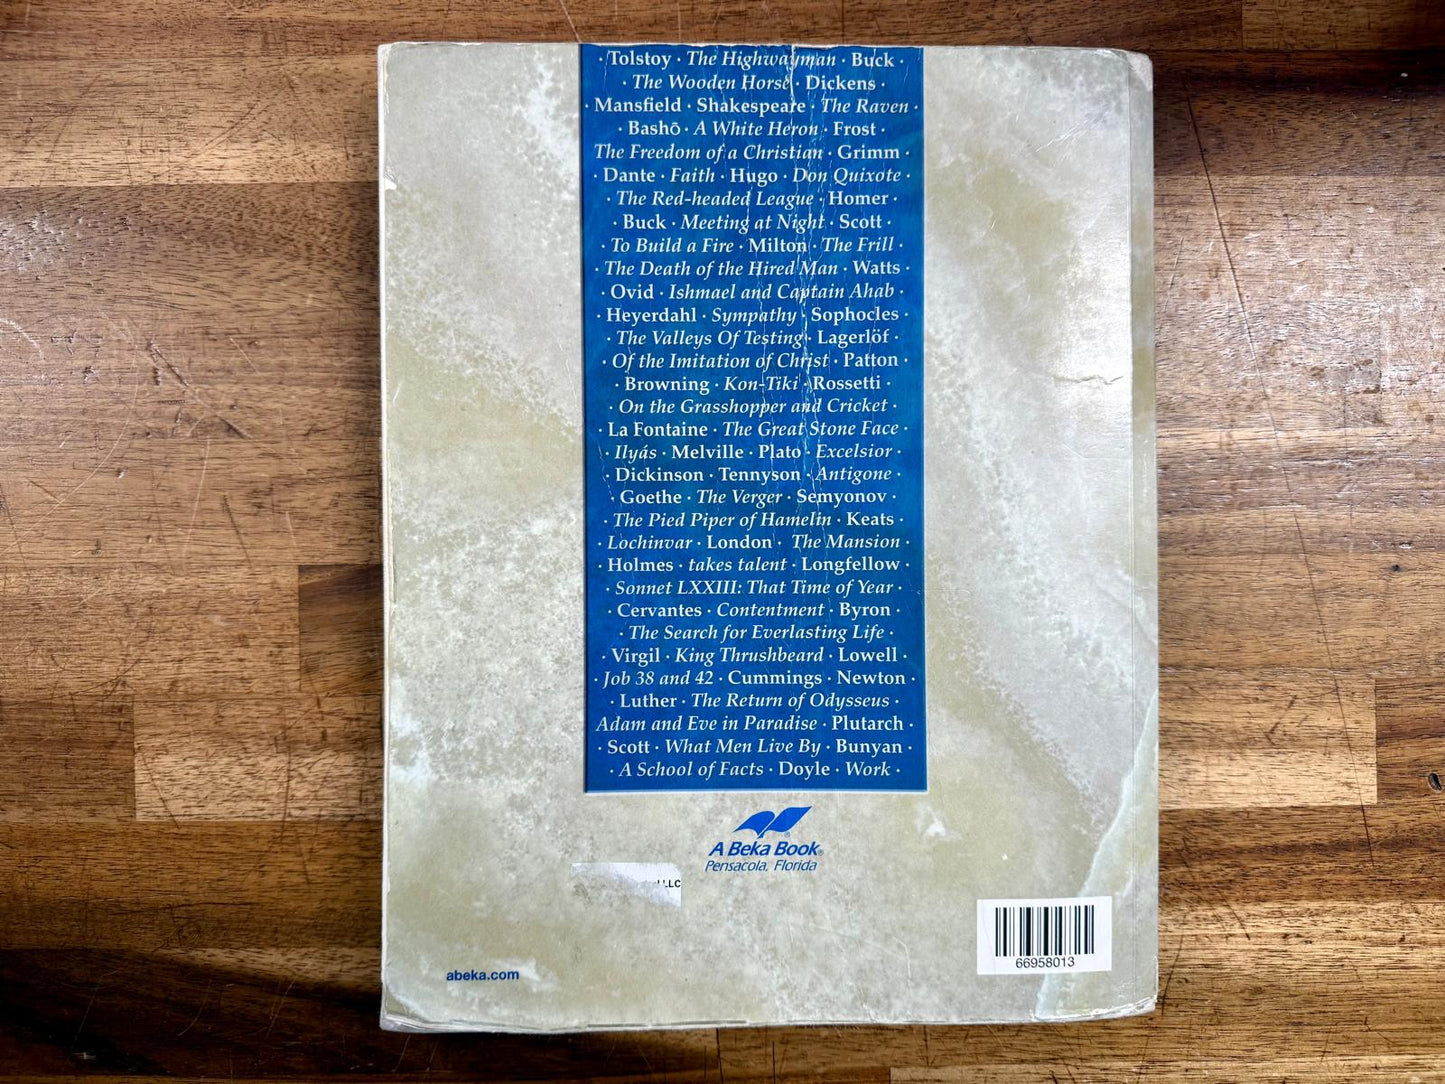 · Tolstoy · The Highwayman · Buck ·
· The Wooden Horse · Dickens ·
· Mansfield · Shakespeare · The Raven ·
· Bashō · A White Heron · Frost ·
The Freedom of a Christian · Grimm ·
· Dante · Faith · Hugo · Don Quixote ·
· The Red-headed League · Homer ·
· Buck · Meeting at Night · Scott ·
· To Build a Fire · Milton · The Frill ·
· The Death of the Hired Man · Watts ·
· Ovid · Ishmael and Captain Ahab ·
· Heyerdahl · Sympathy · Sophocles ·
· The Valleys Of Testing · Lagerlöf ·
· Of the Imitation of Christ · Patton ·
· Browning · Kon-Tiki · Rossetti ·
· On the Grasshopper and Cricket ·
· La Fontaine · The Great Stone Face ·
· Ilyás · Melville · Plato · Excelsior ·
· Dickinson · Tennyson · Antigone ·
· Goethe · The Verger · Semyonov ·
· The Pied Piper of Hamelin · Keats ·
· Lochinvar · London · The Mansion ·
· Holmes · takes talent · Longfellow ·
· Sonnet LXXIII: That Time of Year ·
· Cervantes · Contentment · Byron ·
· The Search for Everlasting Life ·
· Virgil · King Thrushbeard · Lowell ·
· Job 38 and 42 · Cummings · Newton ·
· Luther · The Return of Odysseus ·
Adam and Eve in Paradise · Plutarch ·
· Scott · What Men Live By · Bunyan ·
· A School of Facts · Doyle · Work ·
A Beka Book®
Pensacola, Florida
LLC
66958013
abeka.com